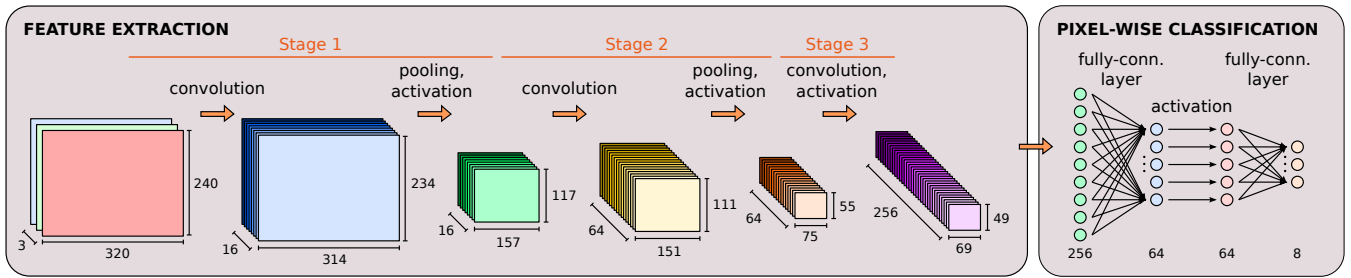 FEATURE EXTRACTION
Stage 1
Stage 2
Stage 3
convolution
pooling,
activation
convolution
pooling,
activation
convolution,
activation
240
320
3
234
314
16
117
157
16
111
151
64
55
75
64
49
69
256
PIXEL-WISE CLASSIFICATION
fully-conn.
layer
activation
fully-conn.
layer
256
64
64
8